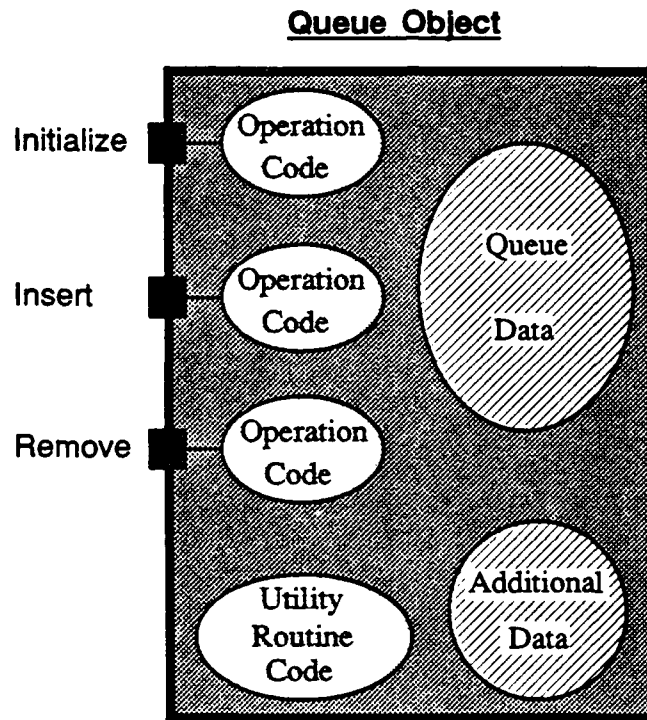 Queue Object
Initialize
Operation
Code
Insert
Operation
Code
Remove
Operation
Code
Utility
Routine
Code
Queue
Data
Additional
Data